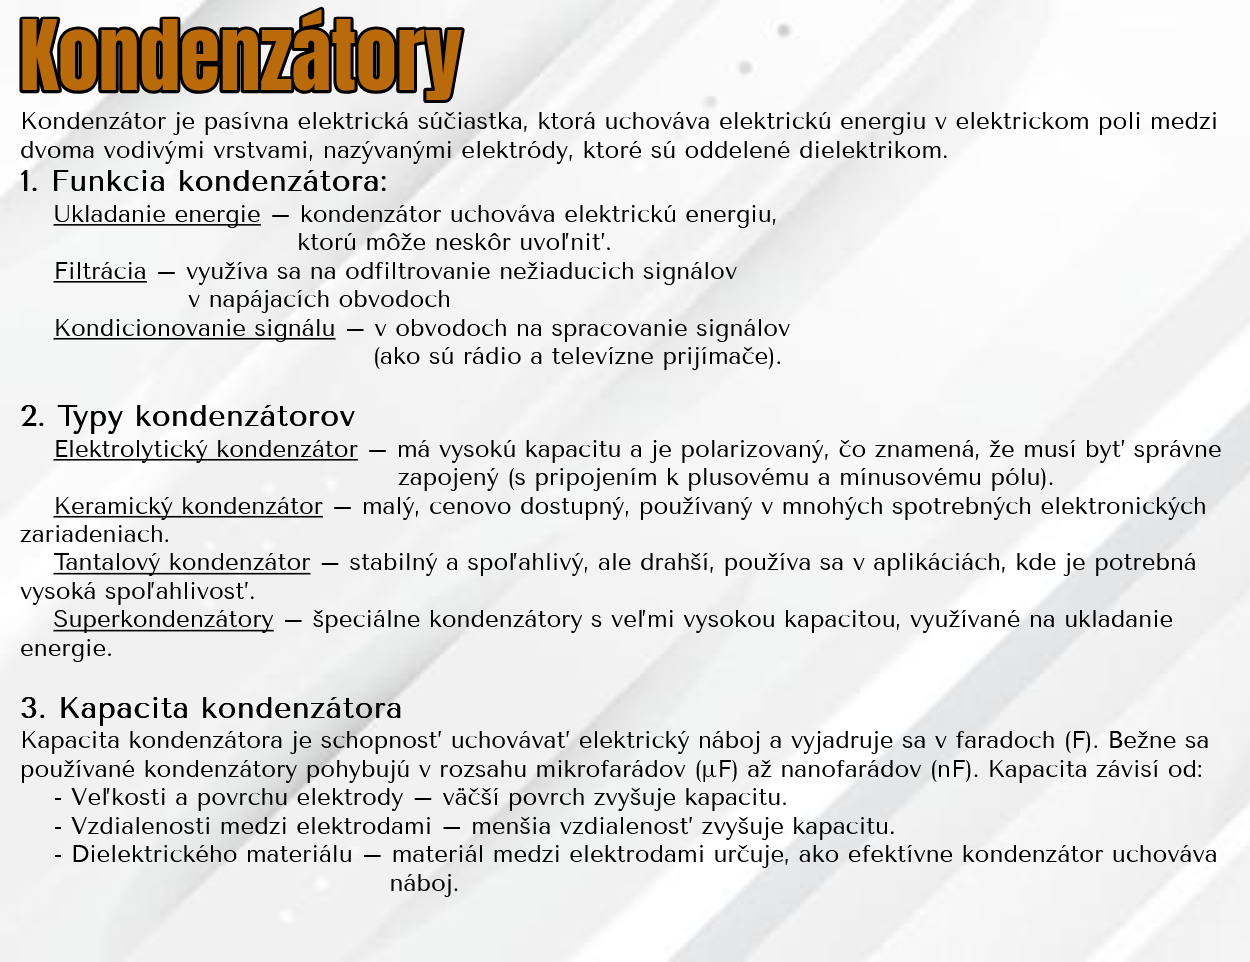 Kondenzátory
Kondenzátor je pasívna elektrická súčiastka, ktorá uchováva elektrickú energiu v elektrickom poli medzi
dvoma vodivými vrstvami, nazývanými elektródy, ktoré sú oddelené dielektrikom.
1. Funkcia kondenzátora:
Ukladanie energie – kondenzátor uchováva elektrickú energiu,
ktorú môže neskôr uvoľniť.
Filtrácia – využíva sa na odfiltrovanie nežiaducich signálov
v napájacích obvodoch
Kondicionovanie signálu – v obvodoch na spracovanie signálov
(ako sú rádio a televízne prijímače).
2. Typy kondenzátorov
Elektrolytický kondenzátor – má vysokú kapacitu a je polarizovaný, čo znamená, že musí byť správne
zapojený (s pripojením k plusovému a mínusovému pólu).
Keramický kondenzátor – malý, cenovo dostupný, používaný v mnohých spotrebných elektronických
zariadeniach.
Tantalový kondenzátor – stabilný a spoľahlivý, ale drahší, používa sa v aplikáciách, kde je potrebná
vysoká spoľahlivosť.
Superkondenzátory – špeciálne kondenzátory s veľmi vysokou kapacitou, využívané na ukladanie
energie.
3. Kapacita kondenzátora
Kapacita kondenzátora je schopnosť uchovávať elektrický náboj a vyjadruje sa v faradoch (F). Bežne sa
používané kondenzátory pohybujú v rozsahu mikrofarádov (µF) až nanofarádov (nF). Kapacita závisí od:
- Veľkosti a povrchu elektrody – väčší povrch zvyšuje kapacitu.
- Vzdialenosti medzi elektrodami – menšia vzdialenosť zvyšuje kapacitu.
- Dielektrického materiálu – materiál medzi elektrodami určuje, ako efektívne kondenzátor uchováva
náboj.